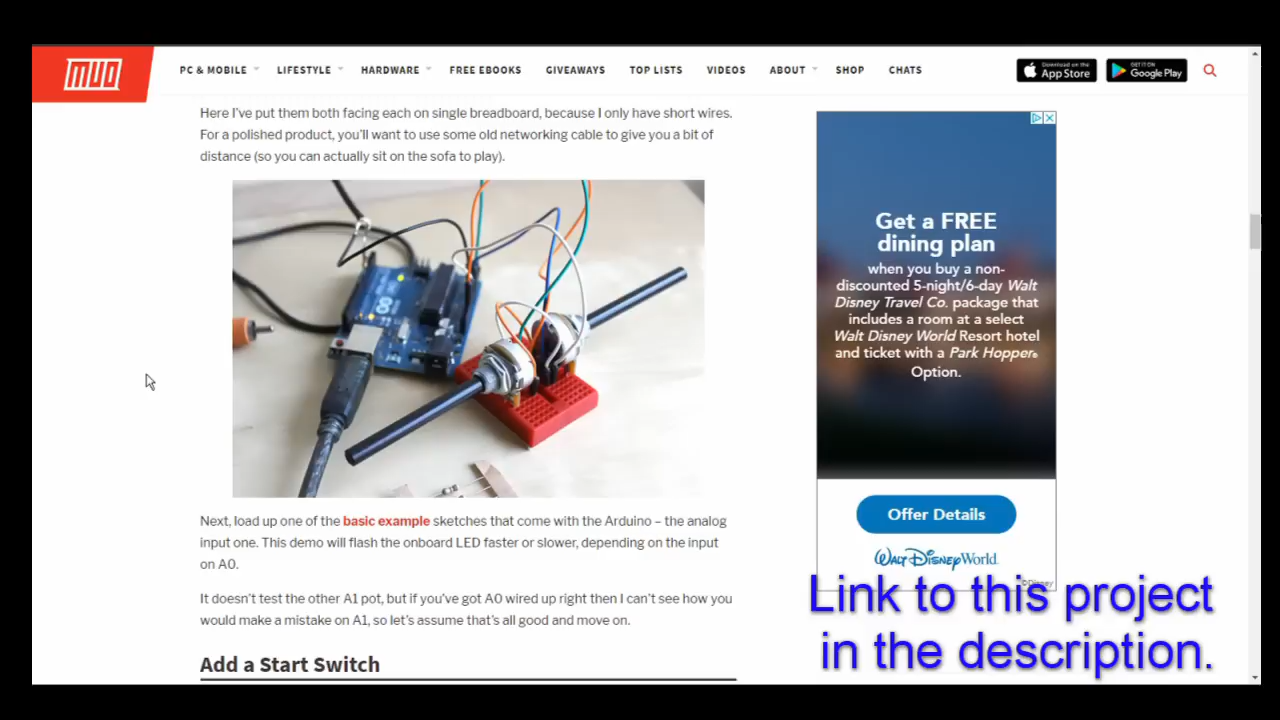 MUO
PC & MOBILE
LIFESTYLE
HARDWARE
FREE EBOOKS
GIVEAWAYS
TOP LISTS
VIDEOS
ABOUT
SHOP
CHATS
Download on the
App Store
GET IT ON
Google Play
Here I've put them both facing each on single breadboard, because I only have short wires.
For a polished product, you'll want to use some old networking cable to give you a bit of
distance (so you can actually sit on the sofa to play).
Next, load up one of the basic example sketches that come with the Arduino – the analog
input one. This demo will flash the onboard LED faster or slower, depending on the input
on A0.
It doesn't test the other A1 pot, but if you've got A0 wired up right then I can't see how you
would make a mistake on A1, so let's assume that's all good and move on.
Add a Start Switch
Get a FREE
dining plan
when you buy a non-
discounted 5-night/6-day Walt
Disney Travel Co. package that
includes a room at a select
Walt Disney World Resort hotel
and ticket with a Park Hopper®
Option.
Offer Details
Walt Disney World
©Disney
Link to this project
in the description.